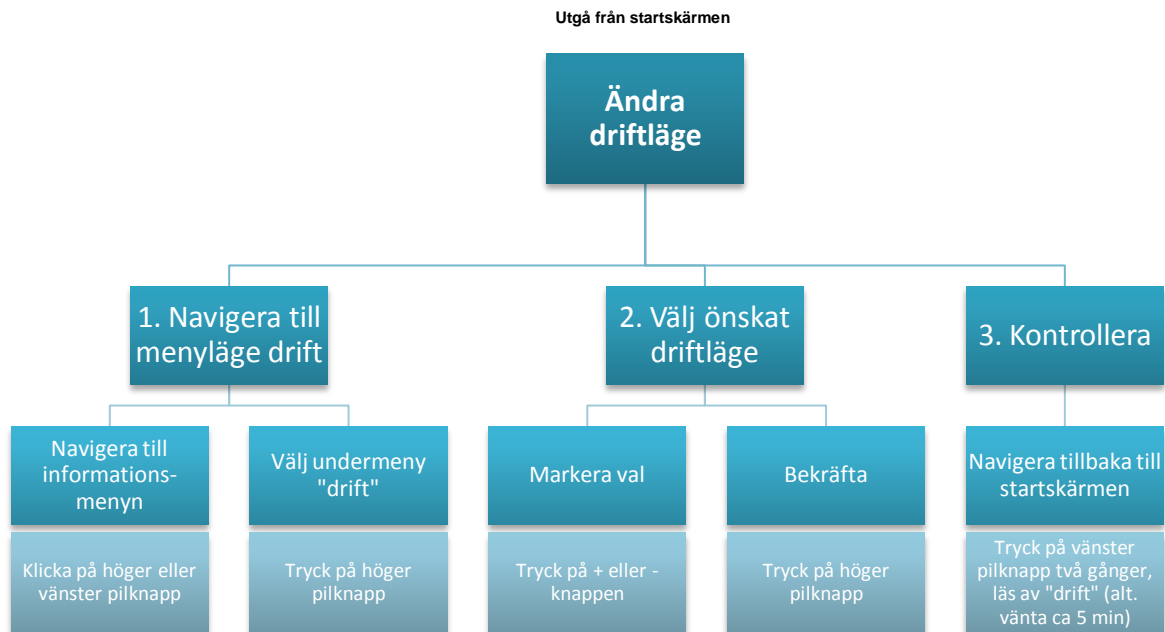 Utgå från startskärmen
Ändra
driftläge
1. Navigera till
menyläge drift
2. Välj önskat
driftläge
3. Kontrollera
Navigera till
informations-
menyn
Välj undermeny
"drift"
Markera val
Bekräfta
Navigera tillbaka till
startskärmen
Klicka på höger eller
vänster pilknapp
Tryck på höger
pilknapp
Tryck på + eller -
knappen
Tryck på höger
pilknapp
Tryck på vänster
pilknapp två gånger,
läs av "drift" (alt.
vänta ca 5 min)